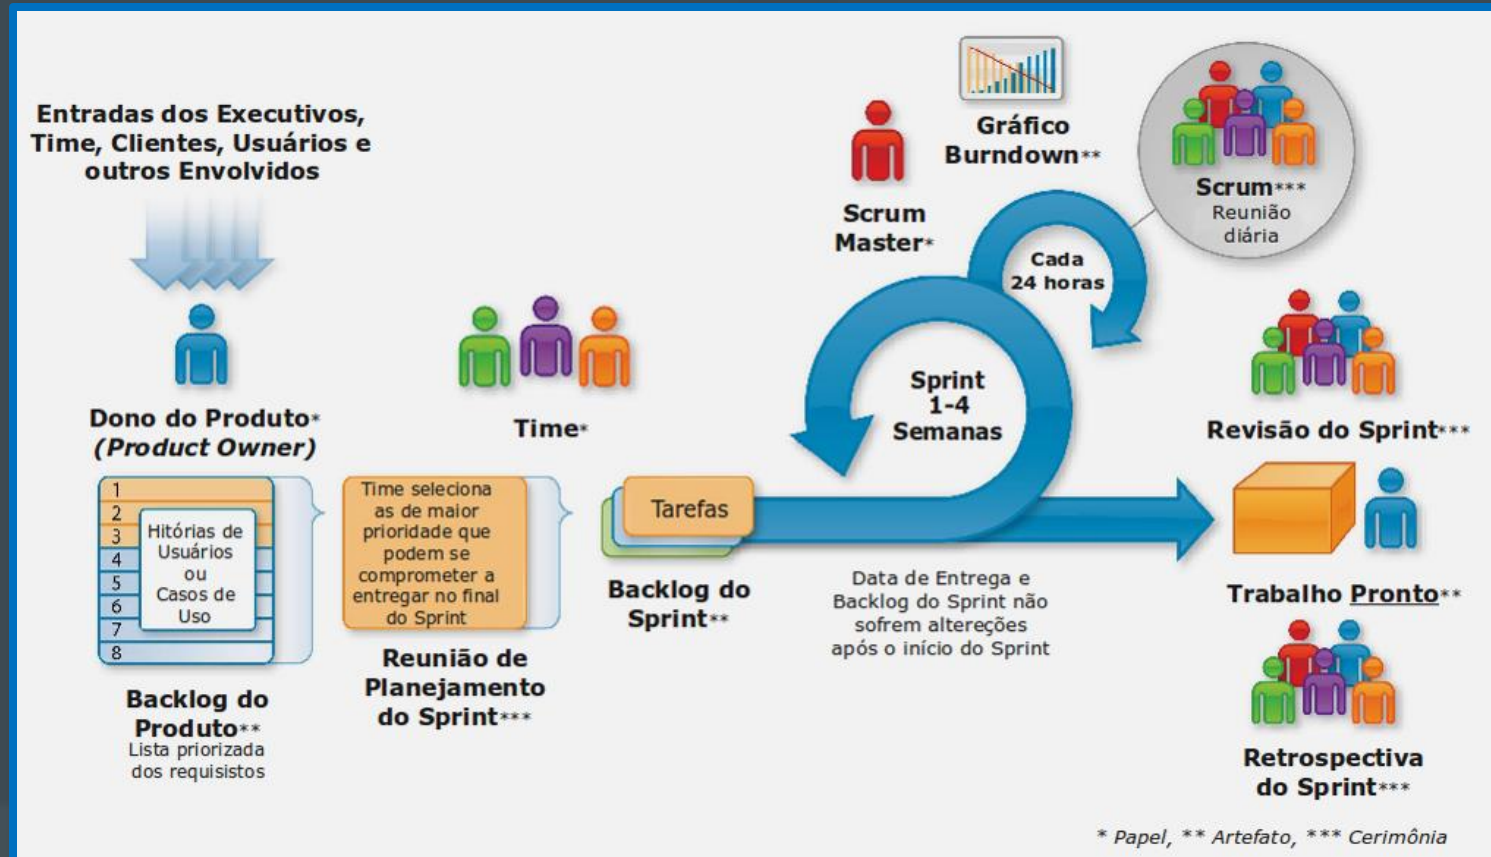 Entradas dos Executivos,
Time, Clientes, Usuários e
outros Envolvidos
Dono do Produto*
(Product Owner)
1
2
3
4
5
6
7
8
Hitórias de
Usuários
ou
Casos de
Uso
Backlog do
Produto**
Lista priorizada
dos requisistos
Time*
Time seleciona
as de maior
prioridade que
podem se
comprometer a
entregar no final
do Sprint
Reunião de
Planejamento
do Sprint***
Tarefas
Backlog do
Sprint**
Scrum
Master*
Gráfico
Burndown**
Scrum***
Reunião
diária
Cada
24 horas
Sprint
1-4
Semanas
Data de Entrega e
Backlog do Sprint não
sofrem altereções
após o início do Sprint
Revisão do Sprint***
Trabalho Pronto**
Retrospectiva
do Sprint***
* Papel, ** Artefato, *** Cerimônia